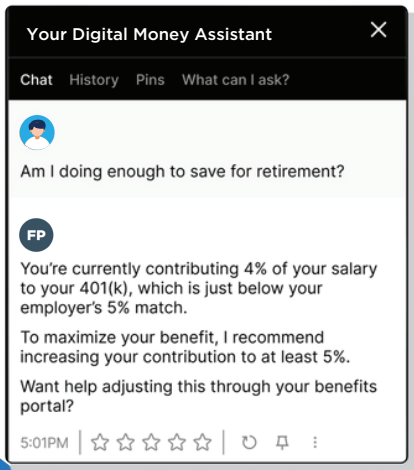 Your Digital Money Assistant
Chat History Pins What can I ask?
Am I doing enough to save for retirement?
FP
You're currently contributing 4% of your salary
to your 401(k), which is just below your
employer's 5% match.
To maximize your benefit, I recommend
increasing your contribution to at least 5%.
Want help adjusting this through your benefits
portal?
5:01PM